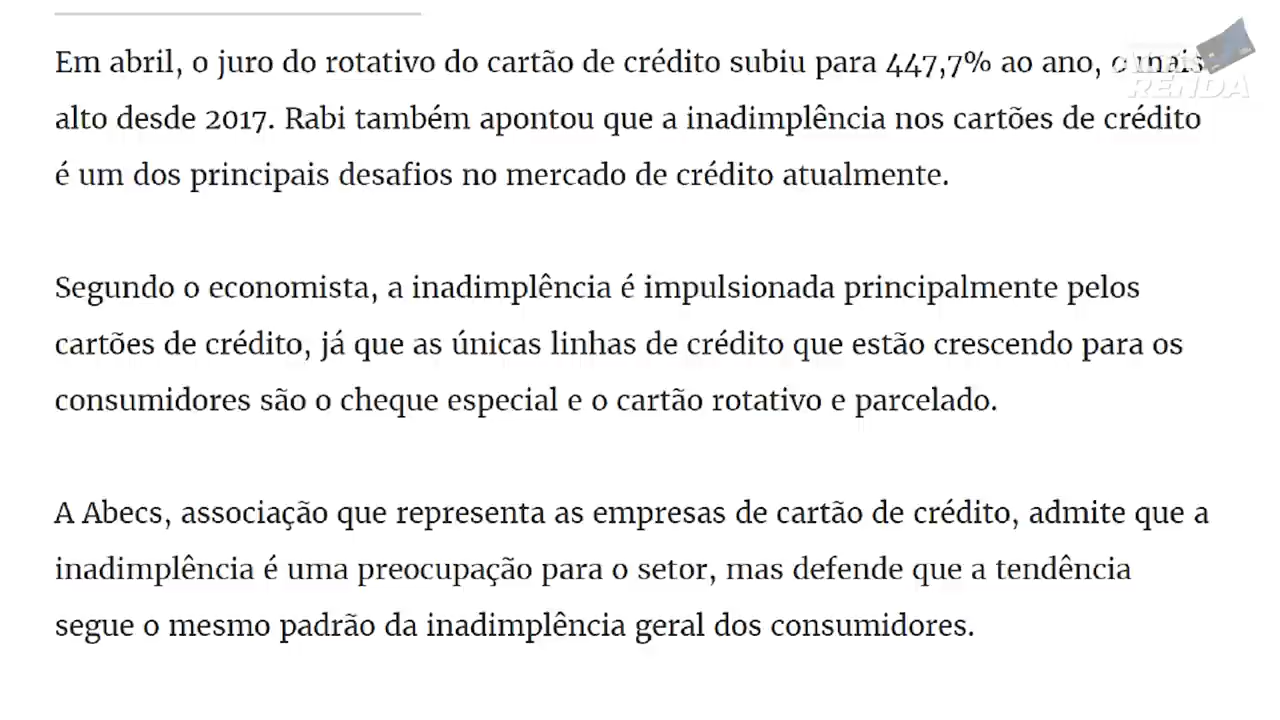 Em abril, o juro do rotativo do cartão de crédito subiu para 447,7% ao ano, o mais
alto desde 2017. Rabi também apontou que a inadimplência nos cartões de crédito
é um dos principais desafios no mercado de crédito atualmente.
Segundo o economista, a inadimplência é impulsionada principalmente pelos
cartões de crédito, já que as únicas linhas de crédito que estão crescendo para os
consumidores são o cheque especial e o cartão rotativo e parcelado.
A Abecs, associação que representa as empresas de cartão de crédito, admite que a
inadimplência é uma preocupação para o setor, mas defende que a tendência
segue o mesmo padrão da inadimplência geral dos consumidores.
RENDA